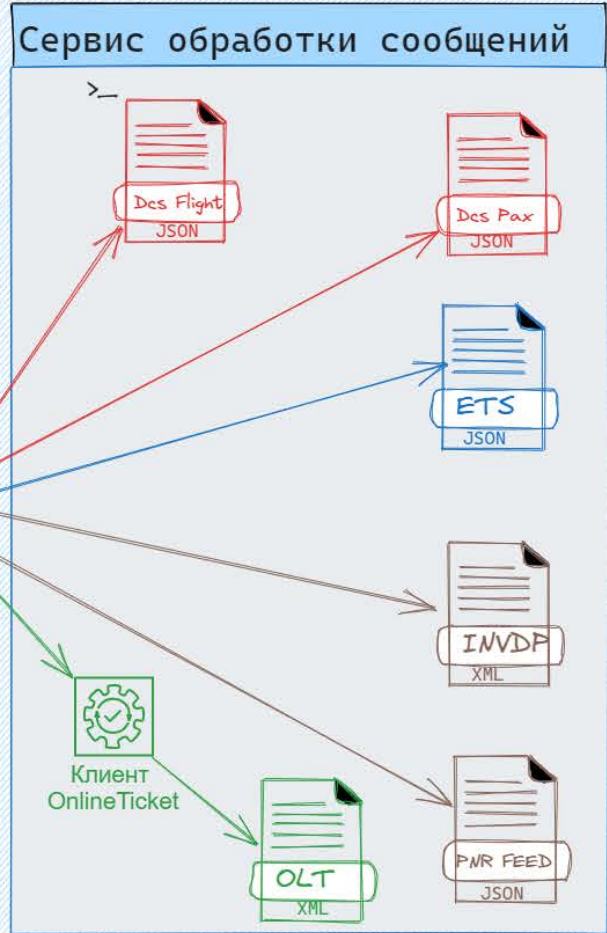 Сервис обработки сообщений
>_
Dcs Flight
JSON
Dcs Pax
JSON
ETS
JSON
INVDP
XML
Клиент
OnlineTicket
OLT
XML
PNR FEED
JSON